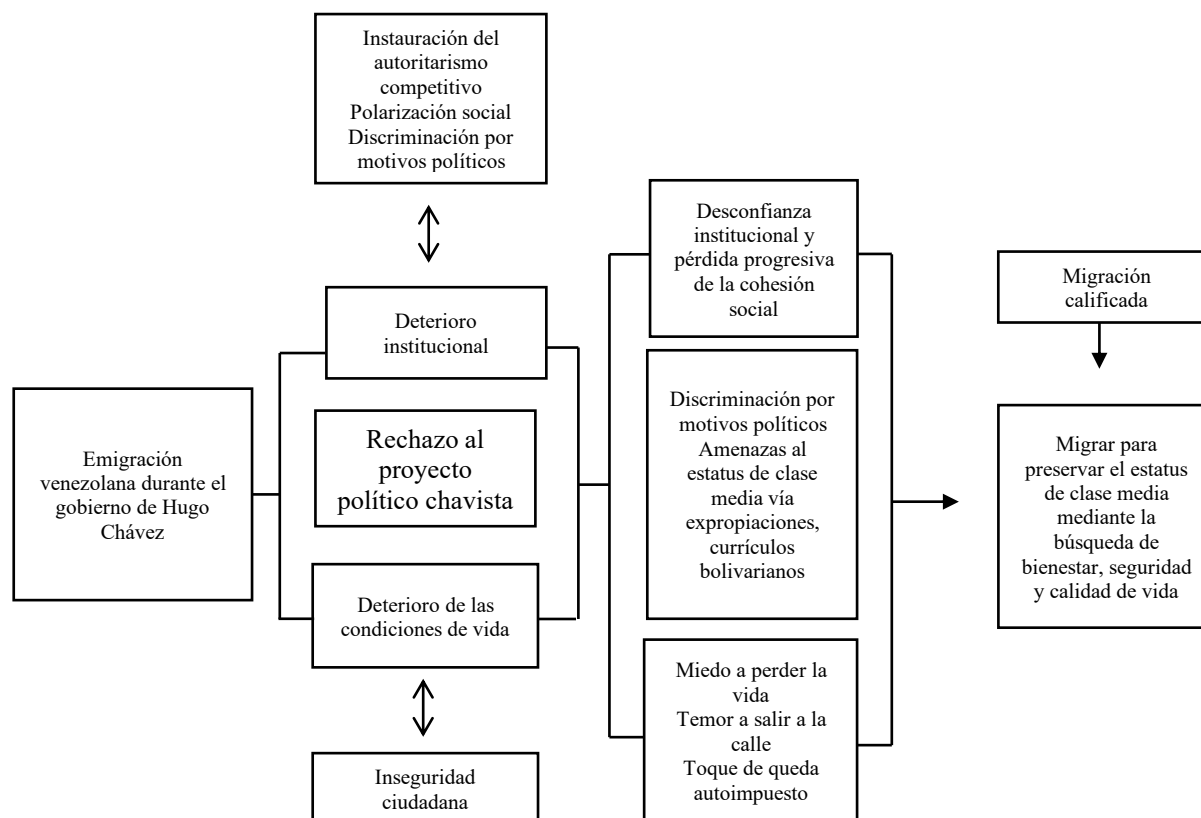 Instauración del
autoritarismo
competitivo
Polarización social
Discriminación por
motivos políticos
Desconfianza
institucional y
pérdida progresiva
de la cohesión
social
Migración
calificada
Deterioro
institucional
Emigración
venezolana durante el
gobierno de Hugo
Chávez
Rechazo al
proyecto
político chavista
Discriminación por
motivos políticos
Amenazas al
estatus de clase
media vía
expropiaciones,
currículos
bolivarianos
Migrar para
preservar el estatus
de clase media
mediante la
búsqueda de
bienestar, seguridad
y calidad de vida
Deterioro de las
condiciones de vida
Miedo a perder la
vida
Temor a salir a la
calle
Toque de queda
autoimpuesto
Inseguridad
ciudadana